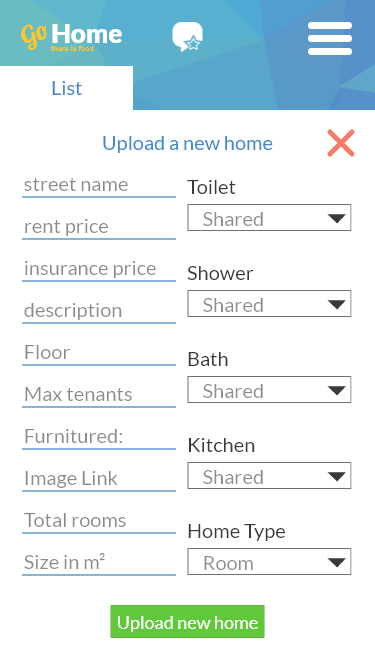 Go Home
thera is food
List
Upload a new home
street name
rent price
insurance price
description
Floor
Max tenants
Furnitured:
Image Link
Total rooms
Size in m²
Toilet
Shared
Shower
Shared
Bath
Shared
Kitchen
Shared
Home Type
Room
Upload new home